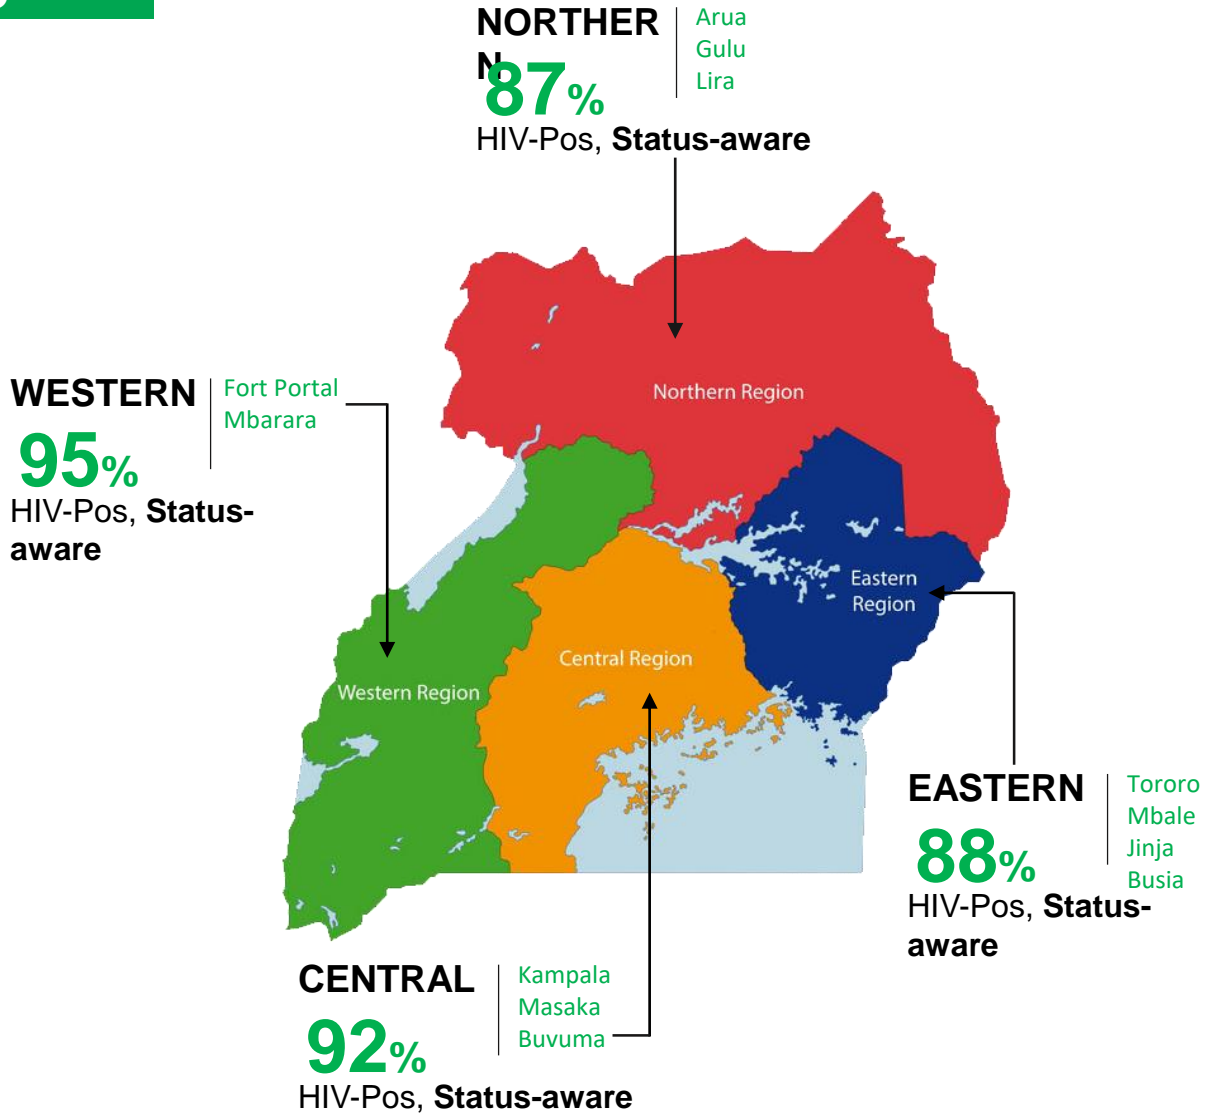 NORTHER
N
87%
HIV-Pos, Status-aware
Arua
Gulu
Lira
WESTERN
95%
HIV-Pos, Status-
aware
Fort Portal
Mbarara
Northern Region
Eastern
Region
Central Region
Western Region
EASTERN
88%
HIV-Pos, Status-
aware
Tororo
Mbale
Jinja
Busia
CENTRAL
92%
HIV-Pos, Status-aware
Kampala
Masaka
Buvuma